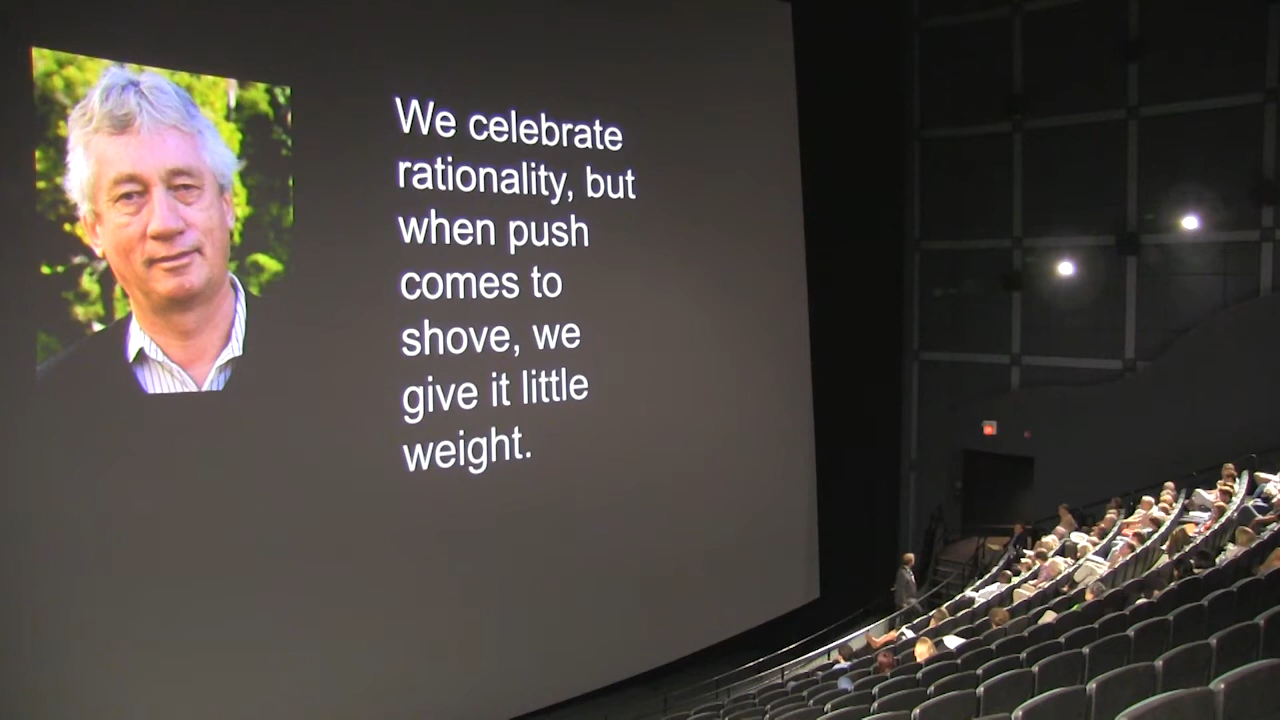 We celebrate
rationality, but
when push
comes to
shove, we
give it little
weight.